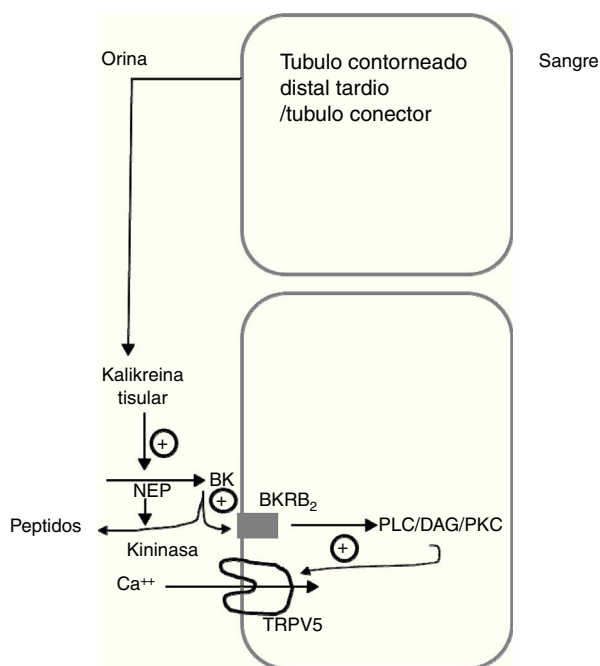 Orina
Tubulo contorneado
distal tardio
/tubulo conector
Sangre
Kalikreina
tisular
+
NEP
BK
+
BKRB₂
Peptidos
Kininasa
PLC/DAG/PKC
+
Ca⁺⁺
TRPV5